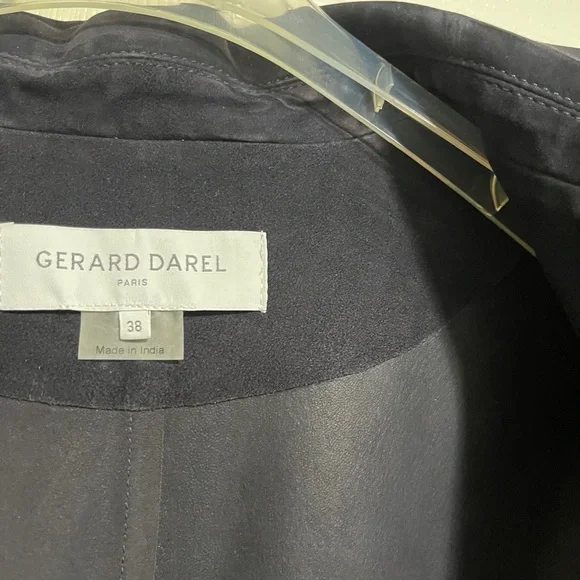 GERARD DAREL
PARIS
38
Made in India